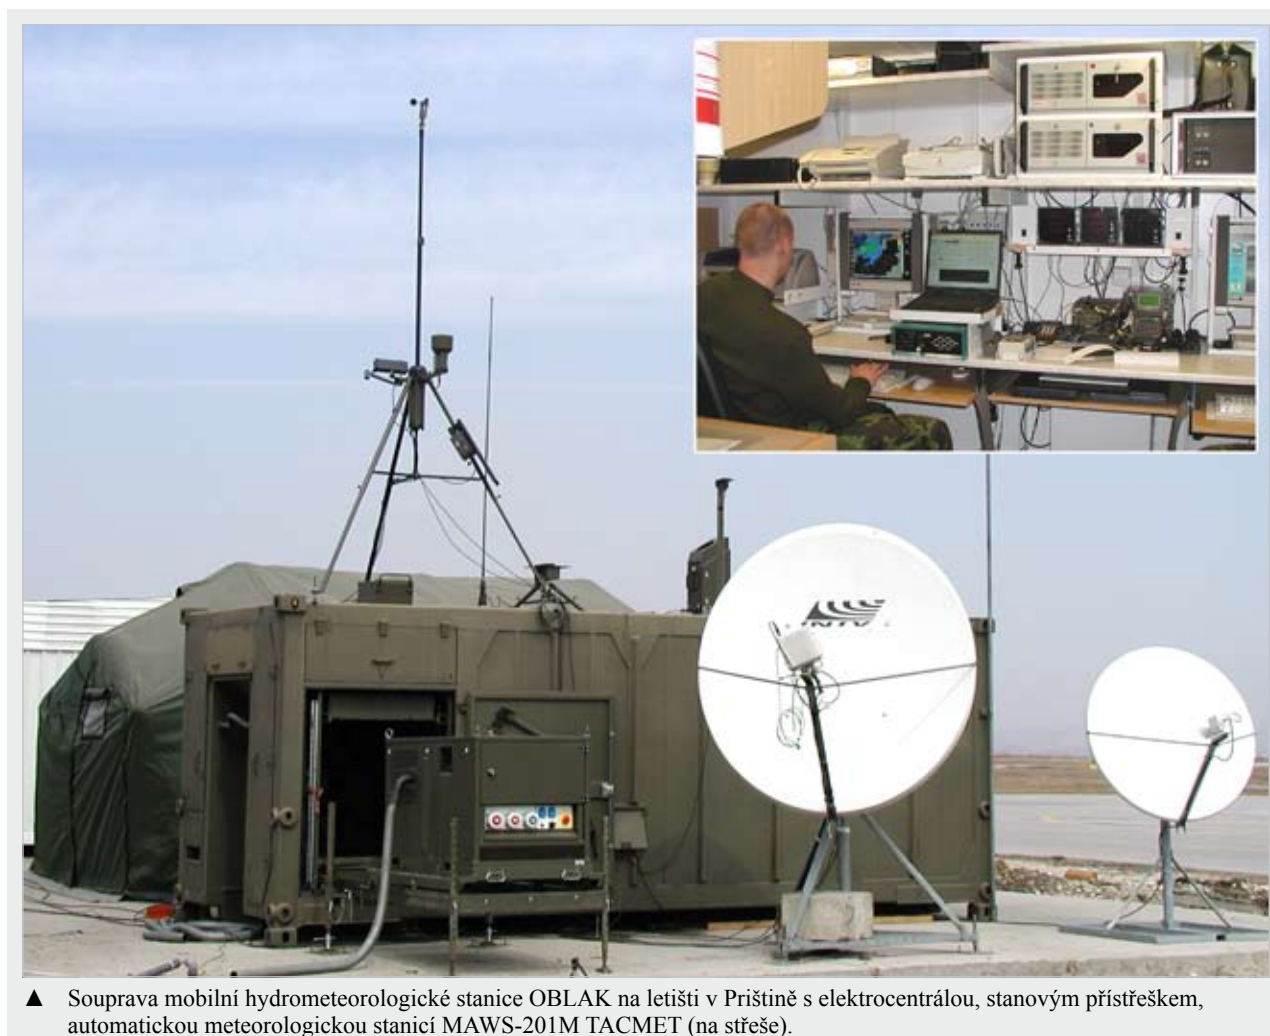 ▲ Souprava mobilní hydrometeorologické stanice OBLAK na letišti v Prištině s elektrocentrálou, stanovým přístřeškem,
automatickou meteorologickou stanicí MAWS-201M TACMET (na střeše).